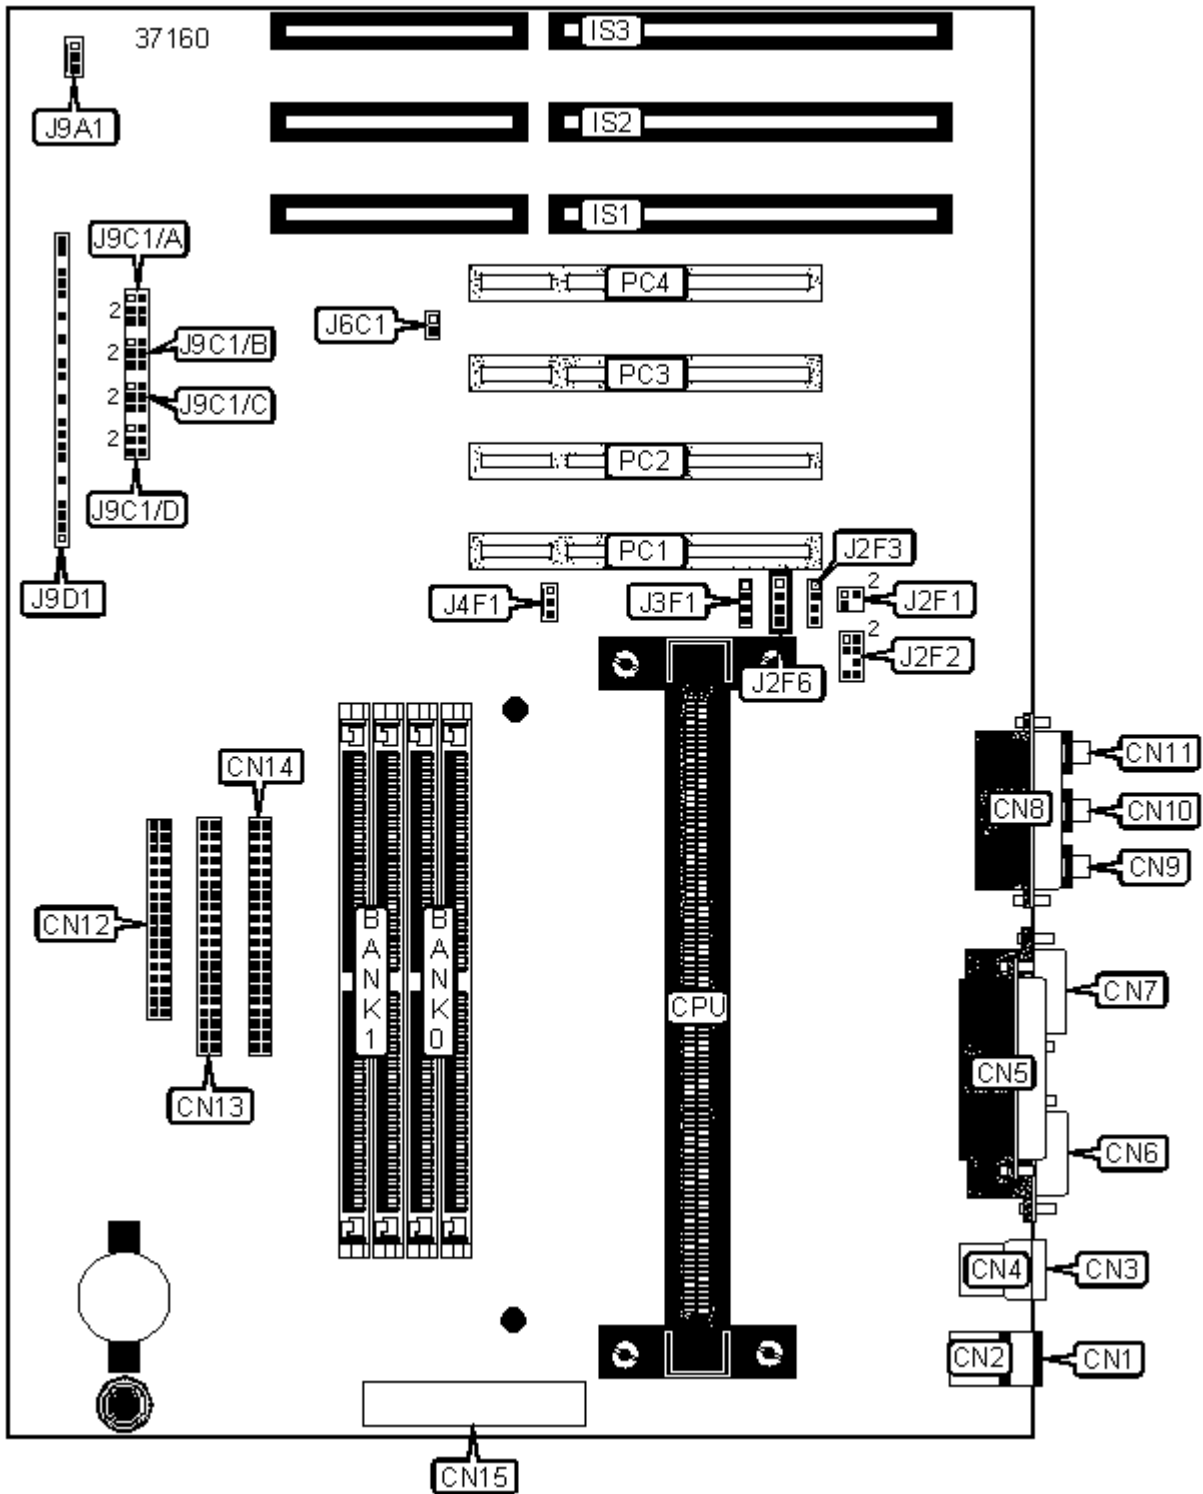 37160
IS3
J9A1
IS2
IS1
J9C1/A
PC4
2
J6C1
2
J9C1/B
PC3
2
J9C1/C
2
PC2
J9C1/D
PC1
J2F3
J9D1
J4F1
J3F1
2
J2F1
2
J2F2
J2F6
CN14
CN11
CN8
CN10
CN9
CN12
BANK1
BANK0
CN7
CPU
CN5
CN13
CN6
CN4
CN3
CN2
CN1
CN15